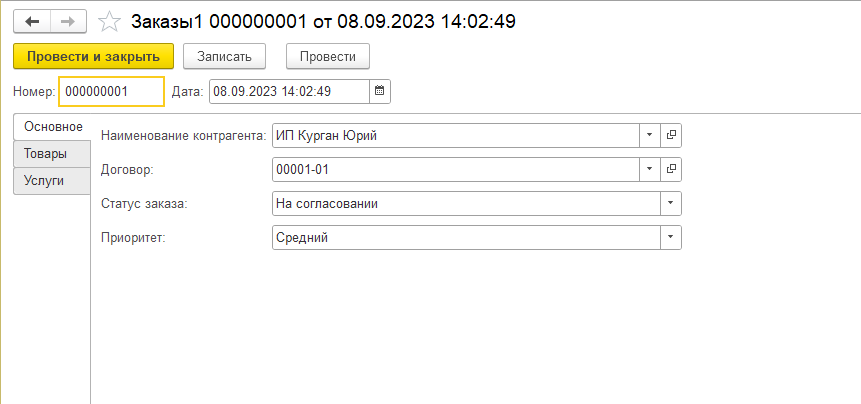 Заказы1 000000001 от 08.09.2023 14:02:49
Провести и закрыть Записать Провести
Номер: 000000001 Дата: 08.09.2023 14:02:49
Основное
Товары
Услуги
Наименование контрагента: ИП Курган Юрий
Договор: 00001-01
Статус заказа: На согласовании
Приоритет: Средний